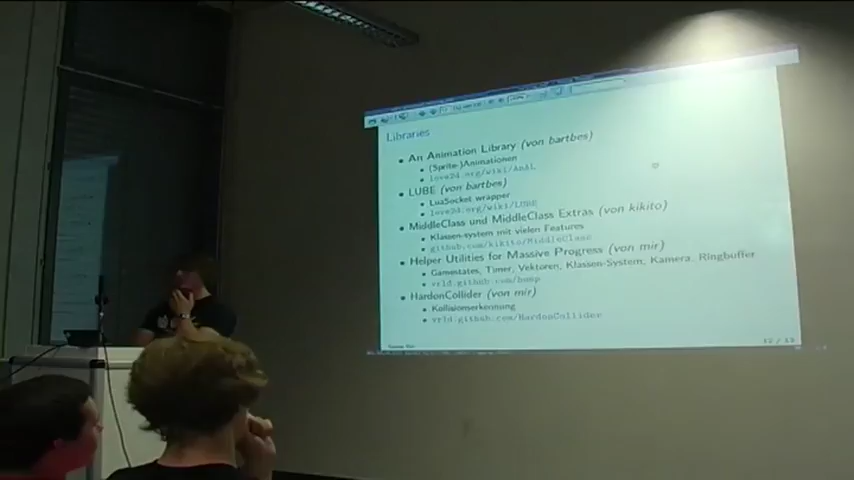 Libraries
An Animation Library (von bartbes)
(Sprite-)Animationen
love2d.org/wiki/AnAL
LUBE (von bartbes)
LuaSocket wrapper
love2d.org/wiki/LUBE
MiddleClass und MiddleClass Extras (von kikito)
Klassen-system mit vielen Features
github.com/kikito/MiddleClass
Helper Utilities for Massive Progress (von mir)
Gamestates, Timer, Vektoren, Klassen-System, Kamera, Ringbuffer
vrld.github.com/hump
HardonCollider (von mir)
Kollisionserkennung
vrld.github.com/HardonCollider
12 / 13